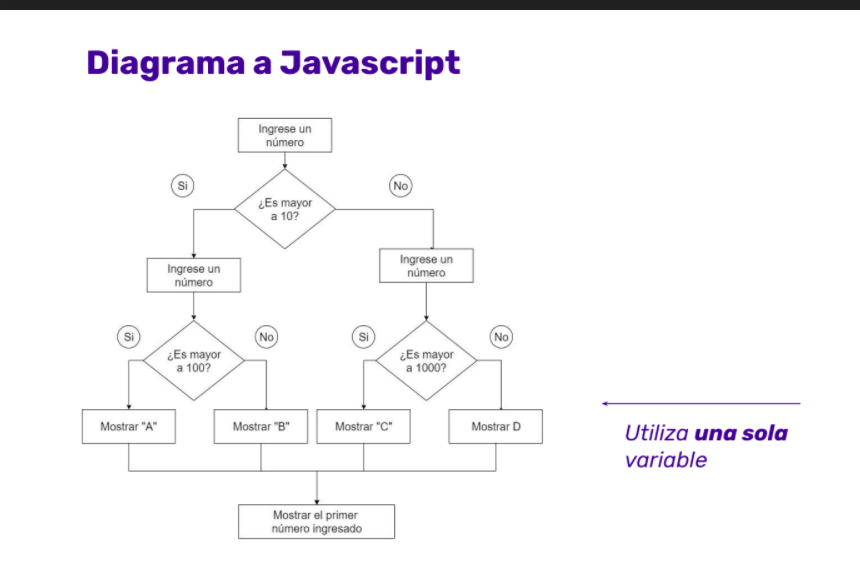 Diagrama a Javascript
Ingrese un
número
Si
No
¿Es mayor
a 10?
Ingrese un
número
Ingrese un
número
Si
No
Si
No
¿Es mayor
a 100?
¿Es mayor
a 1000?
Mostrar "A"
Mostrar "B"
Mostrar "C"
Mostrar D
Utiliza una sola
variable
Mostrar el primer
número ingresado